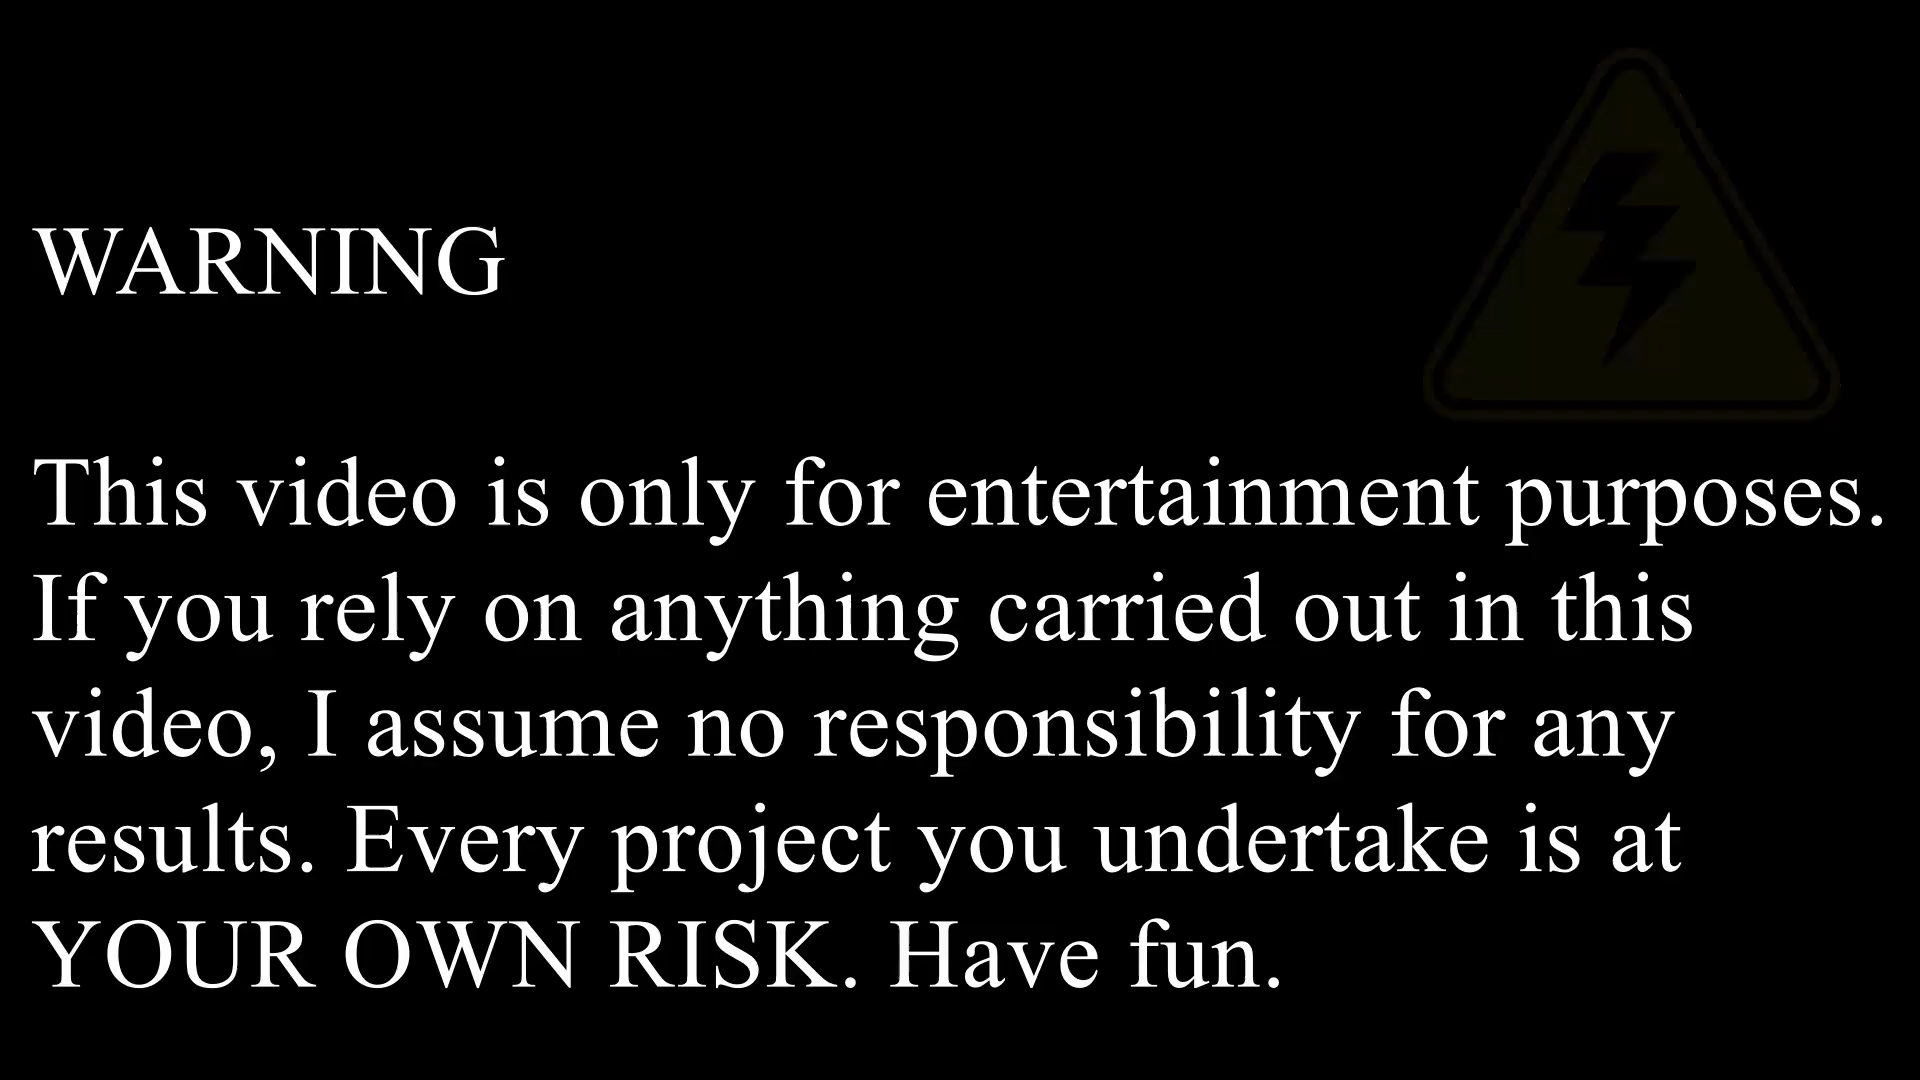 WARNING
This video is only for entertainment purposes.
If you rely on anything carried out in this
video, I assume no responsibility for any
results. Every project you undertake is at
YOUR OWN RISK. Have fun.